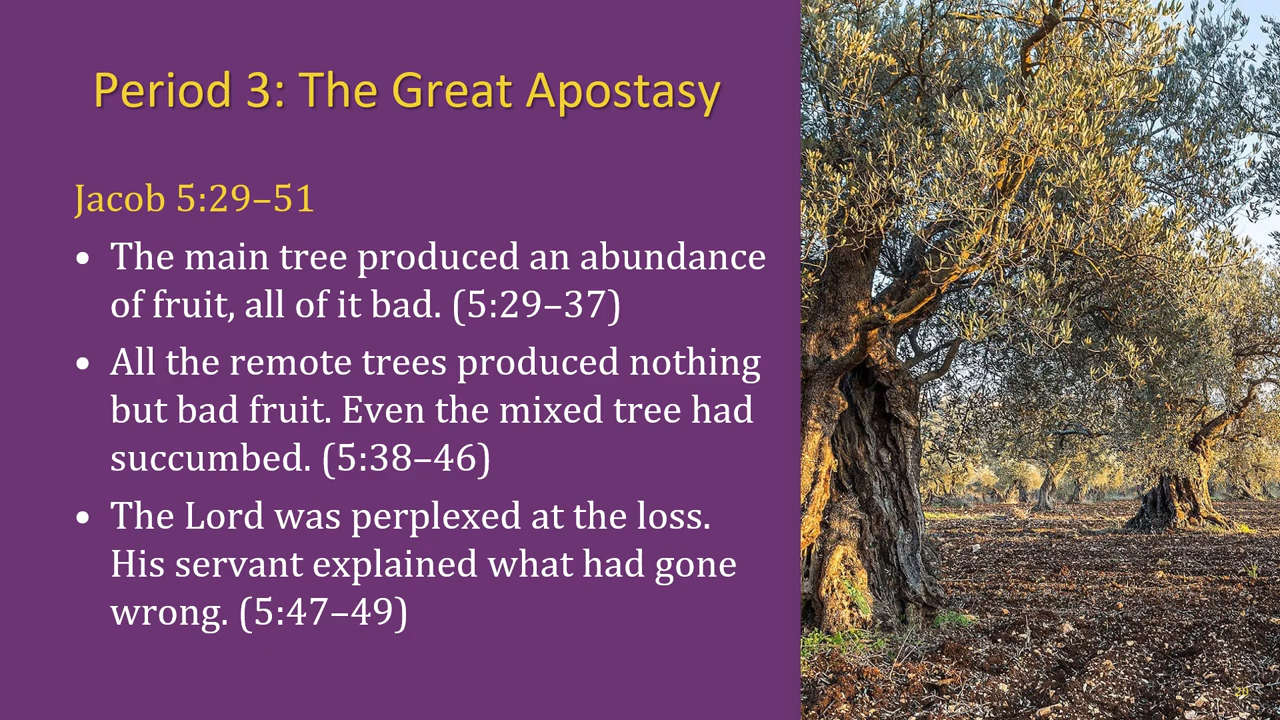 Period 3: The Great Apostasy
Jacob 5:29–51
• The main tree produced an abundance
of fruit, all of it bad. (5:29–37)
• All the remote trees produced nothing
but bad fruit. Even the mixed tree had
succumbed. (5:38–46)
• The Lord was perplexed at the loss.
His servant explained what had gone
wrong. (5:47–49)